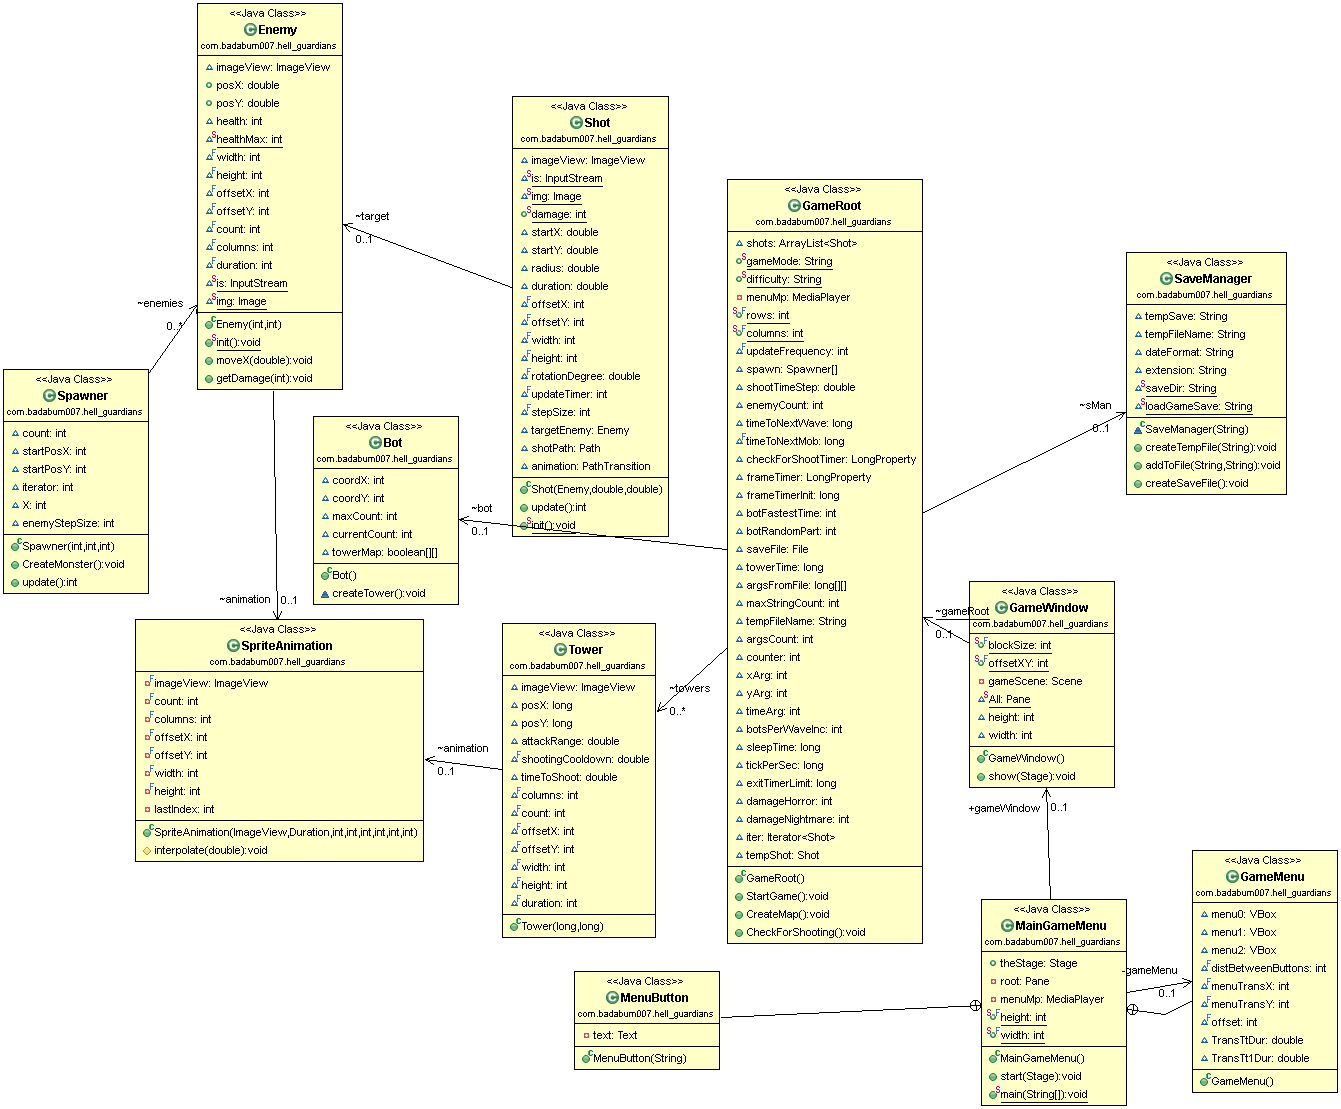 <<Java Class>>
Enemy
com.badabum007.hell_guardians
imageView: ImageView
posX: double
posY: double
health: int
healthMax: int
width: int
height: int
offsetX: int
offsetY: int
count: int
columns: int
duration: int
is: InputStream
img: Image
Enemy(int,int)
init():void
moveX(double):void
getDamage(int):void
<<Java Class>>
Shot
com.badabum007.hell_guardians
imageView: ImageView
is: InputStream
img: Image
damage: int
startX: double
startY: double
radius: double
duration: double
offsetX: int
offsetY: int
width: int
height: int
rotationDegree: double
updateTimer: int
stepSize: int
targetEnemy: Enemy
shotPath: Path
animation: PathTransition
Shot(Enemy,double,double)
update():int
init():void
~target
0..1
<<Java Class>>
GameRoot
com.badabum007.hell_guardians
shots: ArrayList<Shot>
gameMode: String
difficulty: String
menuMp: MediaPlayer
rows: int
columns: int
updateFrequency: int
spawn: Spawner[]
shootTimeStep: double
enemyCount: int
timeToNextWave: long
timeToNextMob: long
checkForShootTimer: LongProperty
frameTimer: LongProperty
frameTimerInit: long
botFastestTime: int
botRandomPart: int
saveFile: File
towerTime: long
argsFromFile: long[][]
maxStringCount: int
tempFileName: String
argsCount: int
counter: int
xArg: int
yArg: int
timeArg: int
botsPerWaveInc: int
sleepTime: long
tickPerSec: long
exitTimerLimit: long
damageHorror: int
damageNightmare: int
iter: Iterator<Shot>
tempShot: Shot
GameRoot()
StartGame():void
CreateMap():void
CheckForShooting():void
<<Java Class>>
SaveManager
com.badabum007.hell_guardians
tempSave: String
tempFileName: String
dateFormat: String
extension: String
saveDir: String
loadGameSave: String
SaveManager(String)
createTempFile(String):void
addToFile(String,String):void
createSaveFile():void
~sMan
0..1
~enemies
0..*
<<Java Class>>
Spawner
com.badabum007.hell_guardians
count: int
startPosX: int
startPosY: int
iterator: int
X: int
enemyStepSize: int
Spawner(int,int,int)
CreateMonster():void
update():int
<<Java Class>>
Bot
com.badabum007.hell_guardians
coordX: int
coordY: int
maxCount: int
currentCount: int
towerMap: boolean[][]
Bot()
createTower():void
~bot
0..1
~animation
0..1
<<Java Class>>
SpriteAnimation
com.badabum007.hell_guardians
imageView: ImageView
count: int
columns: int
offsetX: int
offsetY: int
width: int
height: int
lastIndex: int
SpriteAnimation(ImageView,Duration,int,int,int,int,int,int)
interpolate(double):void
~animation
0..1
<<Java Class>>
Tower
com.badabum007.hell_guardians
imageView: ImageView
posX: long
posY: long
attackRange: double
shootingCooldown: double
timeToShoot: double
columns: int
count: int
offsetX: int
offsetY: int
width: int
height: int
duration: int
Tower(long,long)
~towers
0..*
~gameRoot
0..1
<<Java Class>>
GameWindow
com.badabum007.hell_guardians
blockSize: int
offsetXY: int
gameScene: Scene
All: Pane
height: int
width: int
GameWindow()
show(Stage):void
+gameWindow
0..1
<<Java Class>>
MainGameMenu
com.badabum007.hell_guardians
theStage: Stage
root: Pane
menuMp: MediaPlayer
height: int
width: int
MainGameMenu()
start(Stage):void
main(String[]):void
-gameMenu
0..1
<<Java Class>>
GameMenu
com.badabum007.hell_guardians
menu0: VBox
menu1: VBox
menu2: VBox
distBetweenButtons: int
menuTransX: int
menuTransY: int
offset: int
TransTtDur: double
TransTt1Dur: double
GameMenu()
<<Java Class>>
MenuButton
com.badabum007.hell_guardians
text: Text
MenuButton(String)